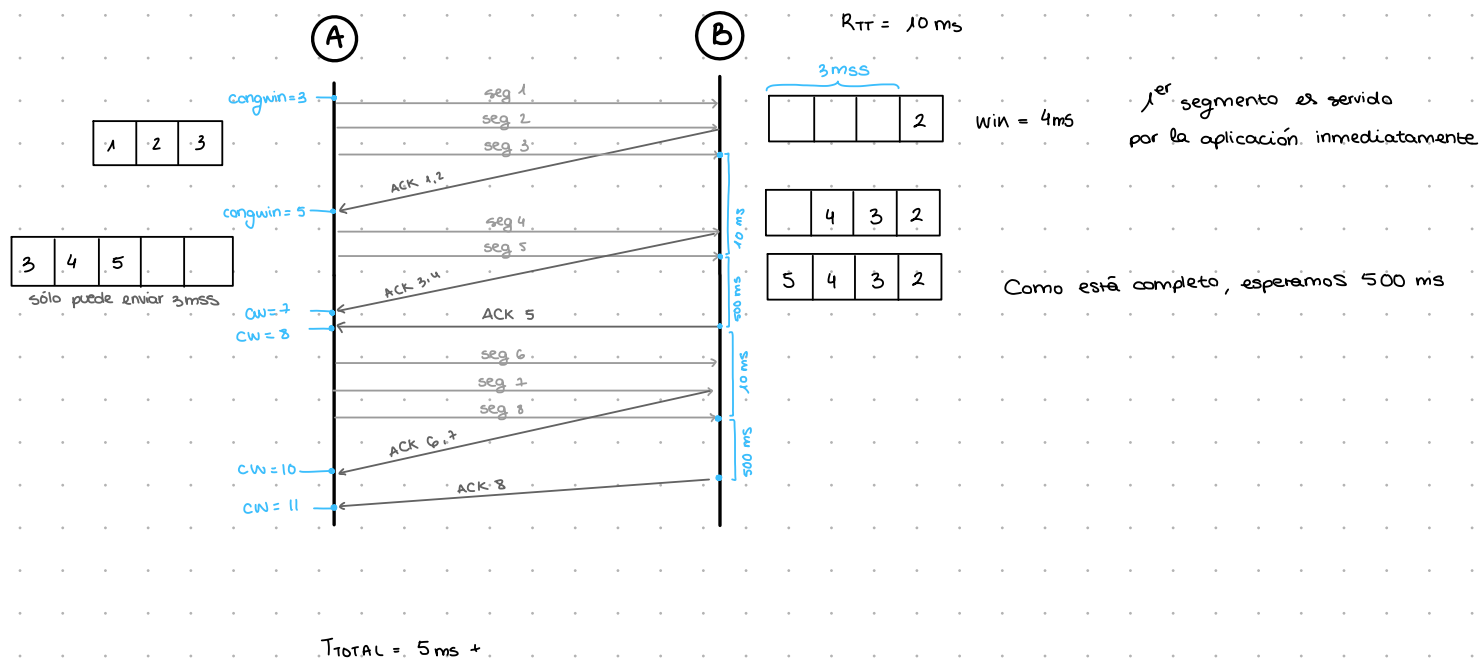 A
B
RTT = 10 ms
congwin=3
seg 1
seg 2
seg 3
1 2 3
3mss
2
win = 4ms
1er segmento es servido
por la aplicación inmediatamente
ACK 1,2
congwin = 5
seg 4
seg 5
10 ms
4 3 2
3 4 5
sólo puede enviar 3mss
ACK 3,4
500 ms
5 4 3 2
Como está completo, esperamos 500 ms
CW=7
CW = 8
ACK 5
seg 6
seg 7
seg 8
10 ms
ACK 6,7
500 ms
CW=10
ACK 8
CW = 11
TTOTAL = 5 ms +